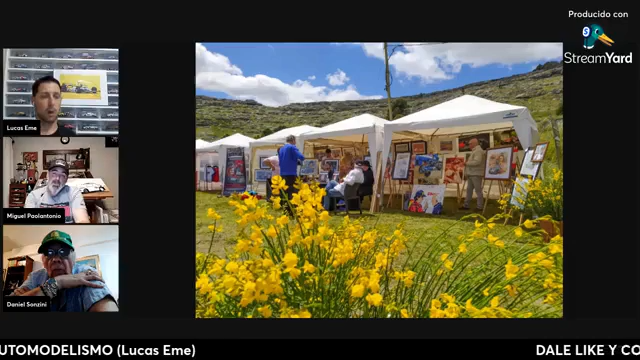 Producido con
StreamYard
Lucas Eme
Miguel Paolantonio
Daniel Sonzini
UTOMODELISMO (Lucas Eme)
DALE LIKE Y CO